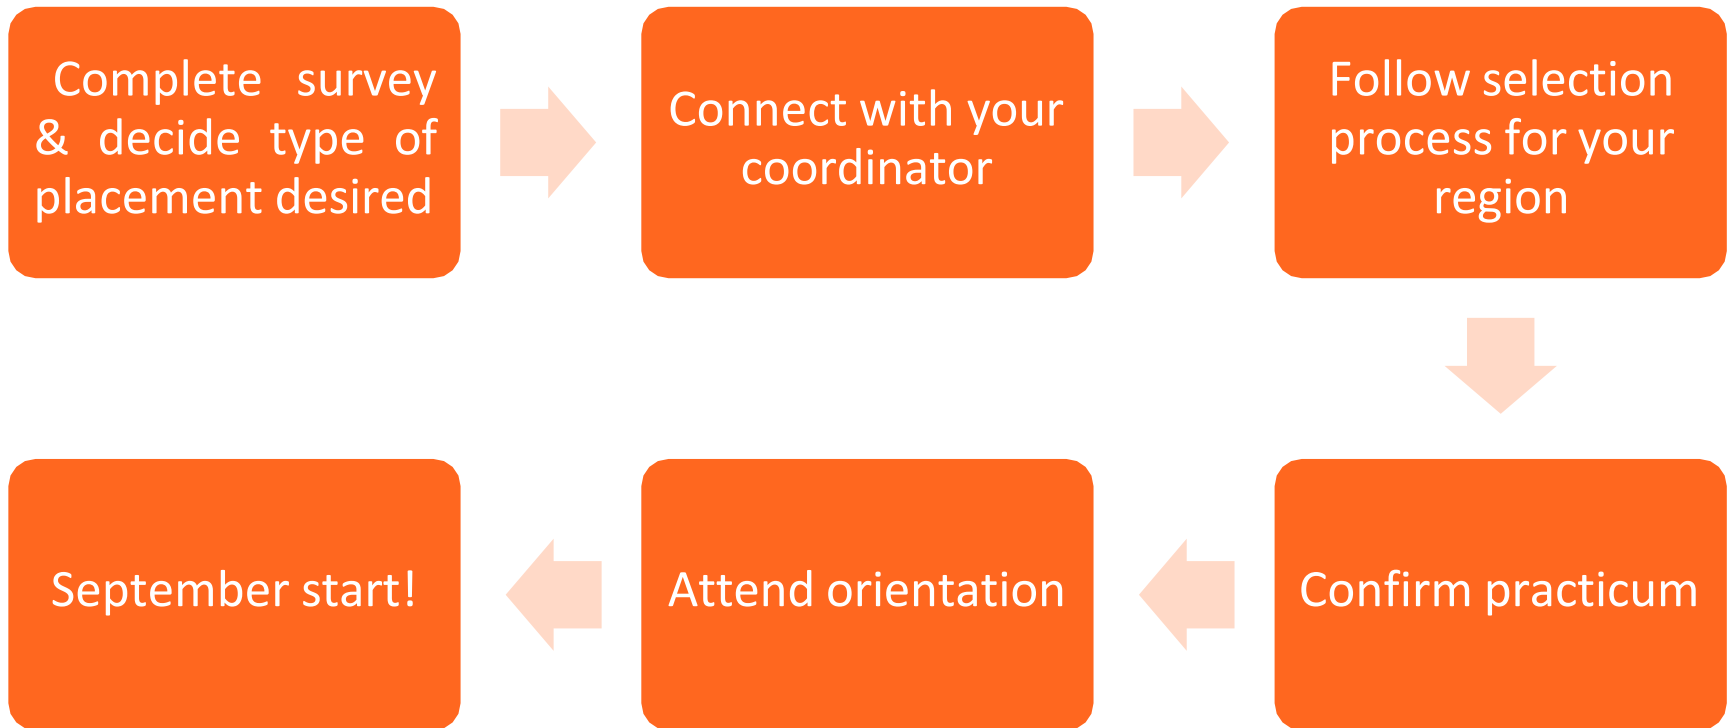 Complete survey
& decide type of
placement desired
Connect with your
coordinator
Follow selection
process for your
region
Confirm practicum
Attend orientation
September start!